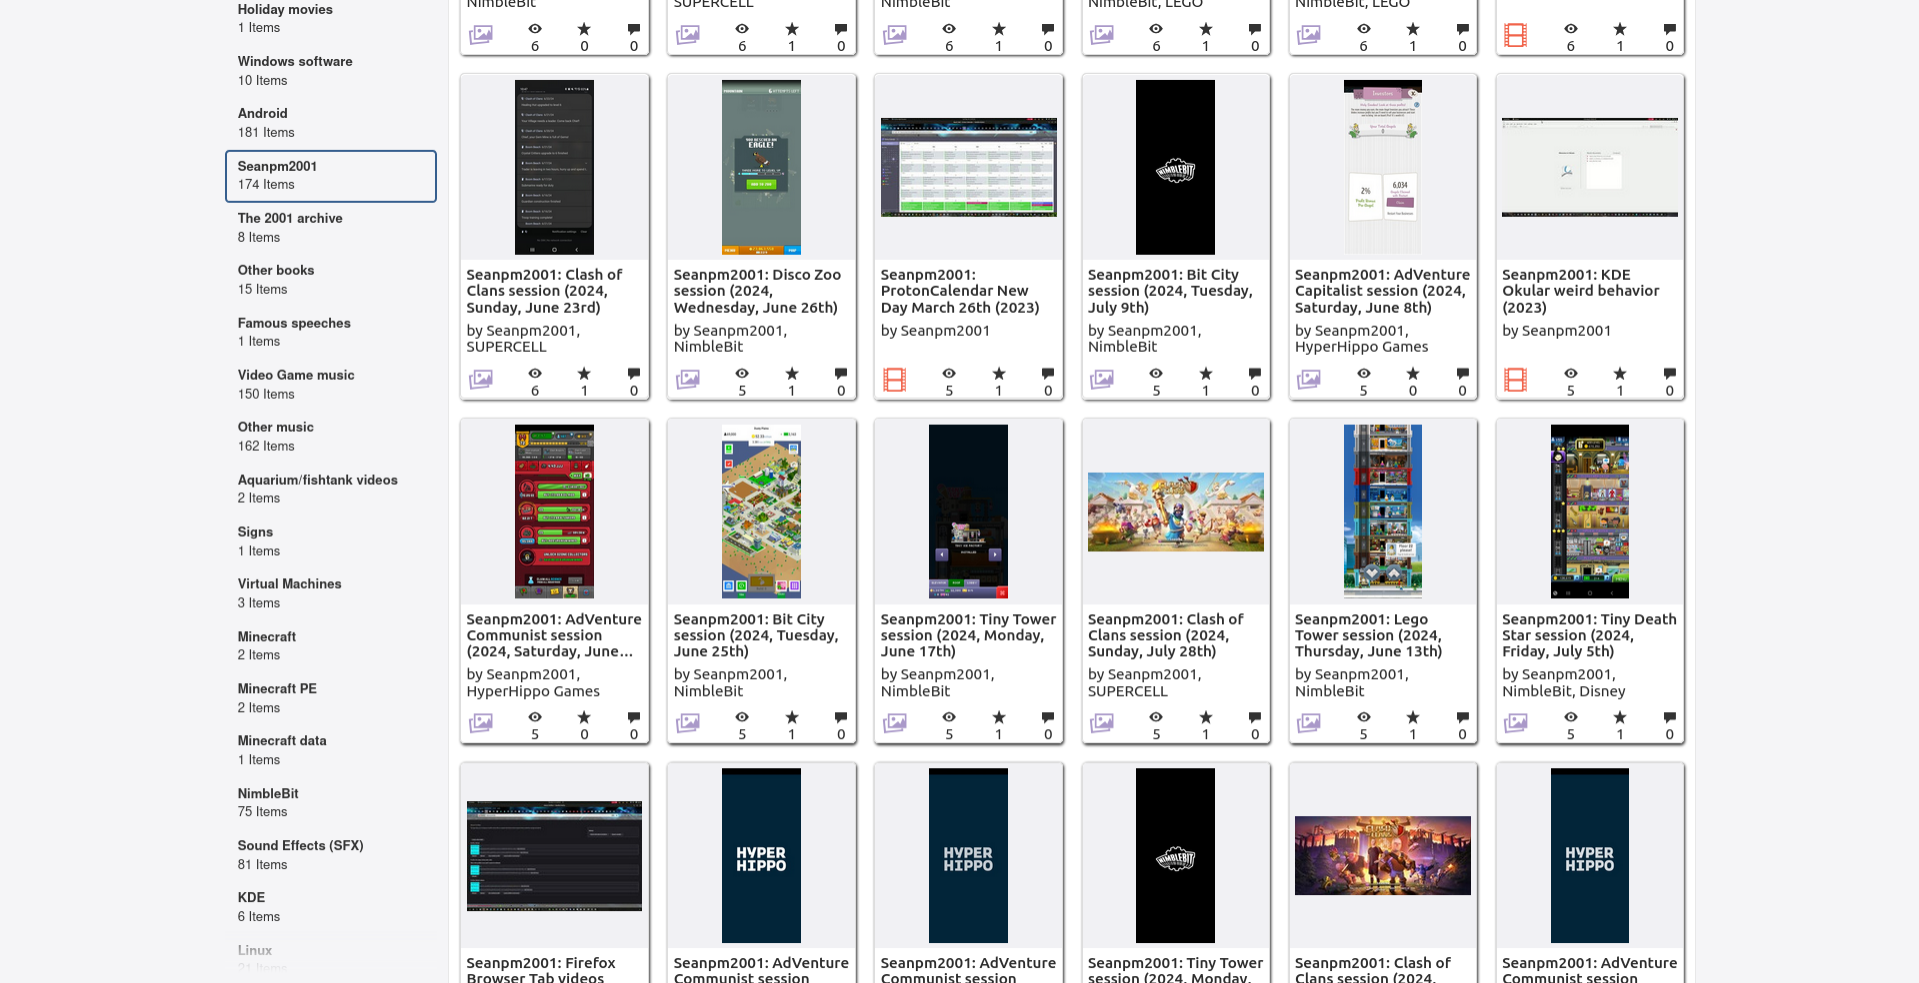 Holiday movies
1 Items
Windows software
10 Items
Android
181 Items
Seanpm2001
174 Items
The 2001 archive
8 Items
Other books
15 Items
Famous speeches
1 Items
Video Game music
150 Items
Other music
162 Items
Aquarium/fishtank videos
2 Items
Signs
1 Items
Virtual Machines
3 Items
Minecraft
2 Items
Minecraft PE
2 Items
Minecraft data
1 Items
NimbleBit
75 Items
Sound Effects (SFX)
81 Items
KDE
6 Items
Linux
21 Items
NimbleBit
6 0 0
SUPERCELL
6 1 0
NimbleBit
6 1 0
NimbleBit, LEGO
6 1 0
NimbleBit, LEGO
6 1 0
6 1 0
Seanpm2001: Clash of
Clans session (2024,
Sunday, June 23rd)
by Seanpm2001,
SUPERCELL
6 1 0
EAGLE!
Seanpm2001: Disco Zoo
session (2024,
Wednesday, June 26th)
by Seanpm2001,
NimbleBit
5 1 0
Seanpm2001:
ProtonCalendar New
Day March 26th (2023)
by Seanpm2001
5 1 0
NIMBLEBIT
Seanpm2001: Bit City
session (2024, Tuesday,
July 9th)
by Seanpm2001,
NimbleBit
5 1 0
2%
6,034
Seanpm2001: AdVenture
Capitalist session (2024,
Saturday, June 8th)
by Seanpm2001,
HyperHippo Games
5 0 0
Seanpm2001: KDE
Okular weird behavior
(2023)
by Seanpm2001
5 1 0
Seanpm2001: AdVenture
Communist session
(2024, Saturday, June...
by Seanpm2001,
HyperHippo Games
5 0 0
Seanpm2001: Bit City
session (2024, Tuesday,
June 25th)
by Seanpm2001,
NimbleBit
5 1 0
Seanpm2001: Tiny Tower
session (2024, Monday,
June 17th)
by Seanpm2001,
NimbleBit
5 1 0
Seanpm2001: Clash of
Clans session (2024,
Sunday, July 28th)
by Seanpm2001,
SUPERCELL
5 1 0
Seanpm2001: Lego
Tower session (2024,
Thursday, June 13th)
by Seanpm2001,
NimbleBit
5 1 0
Seanpm2001: Tiny Death
Star session (2024,
Friday, July 5th)
by Seanpm2001,
NimbleBit, Disney
5 1 0
Seanpm2001: Firefox
Browser Tab videos
HYPER
HIPPO
Seanpm2001: AdVenture
Communist session
HYPER
HIPPO
Seanpm2001: AdVenture
Communist session
NIMBLEBIT
Seanpm2001: Tiny Tower
session (2024, Monday,
Seanpm2001: Clash of
Clans session (2024,
HYPER
HIPPO
Seanpm2001: AdVenture
Communist session